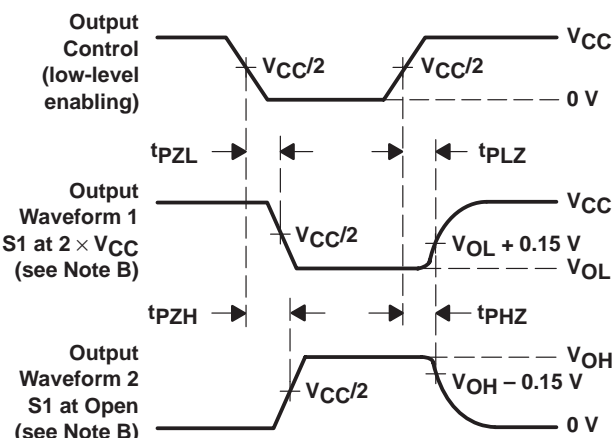 Output
Control
(low-level
enabling)
VCC/2
VCC/2
VCC
0 V
tPZL
tPLZ
Output
Waveform 1
S1 at 2 × VCC
(see Note B)
VCC/2
VCC
VOL + 0.15 V
VOL
tPZH
tPHZ
Output
Waveform 2
S1 at Open
(see Note B)
VCC/2
VOH
VOH – 0.15 V
0 V